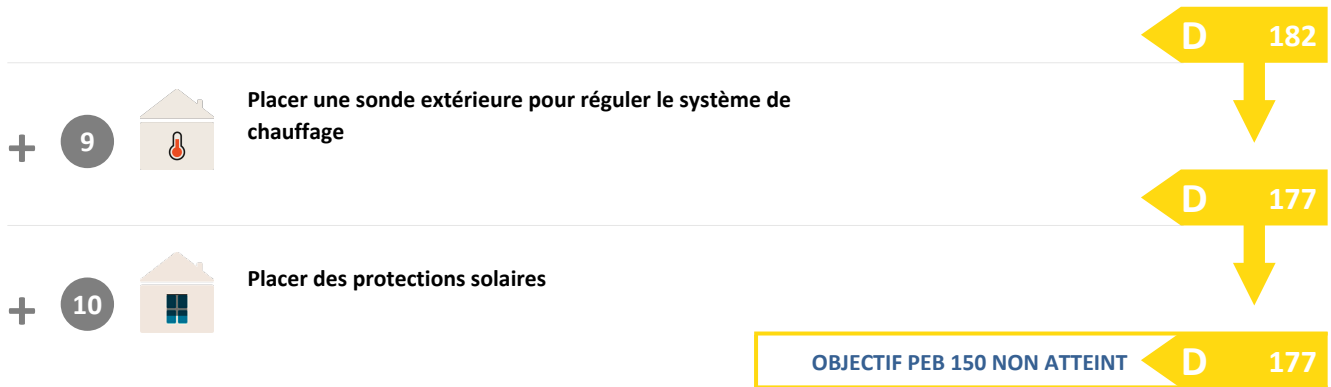 D 182
+ 9 Placer une sonde extérieure pour réguler le système de
chauffage
D 177
+ 10 Placer des protections solaires
OBJECTIF PEB 150 NON ATTEINT D 177